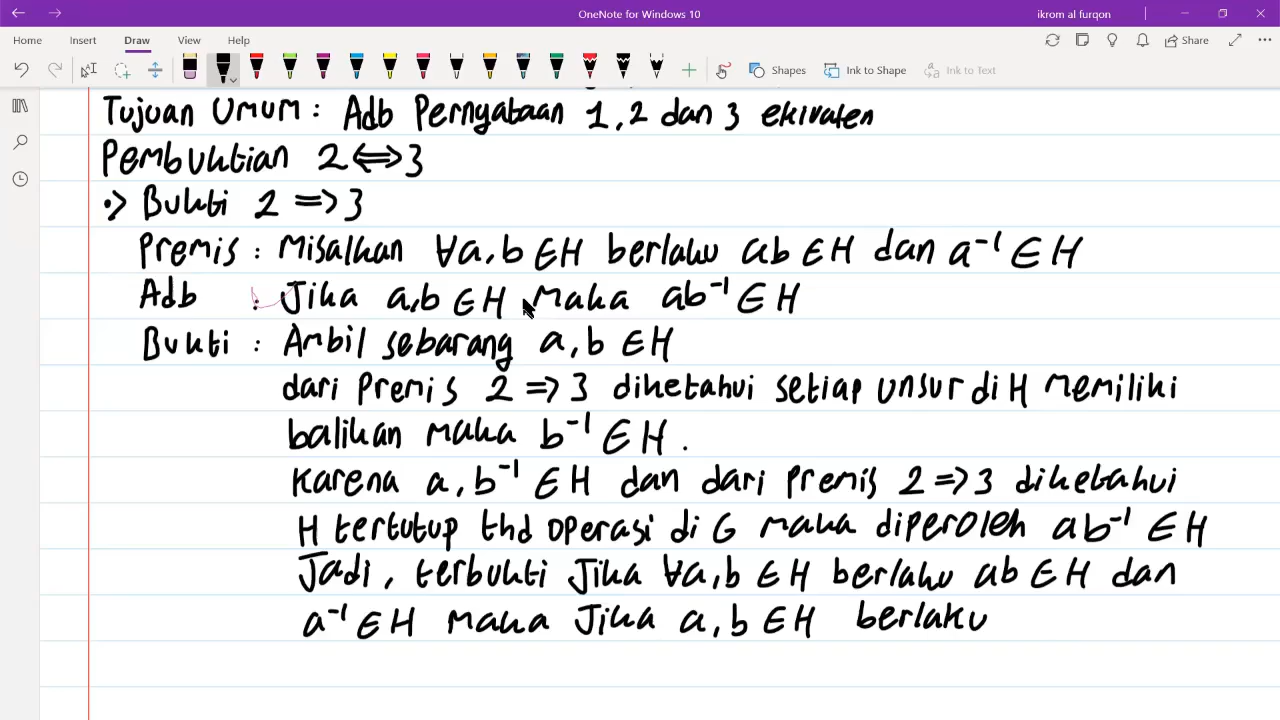 OneNote for Windows 10
ikrom al furqon
Home Insert Draw View Help
Share
Shapes
Ink to Shape
Ink to Text
Tujuan Umum : Adb Pernyataan 1, 2 dan 3 ekivalen
Pembuktian 2 ⟺ 3
•> Bukti 2 => 3
Premis : Misalkan ∀a, b ∈ H berlaku ab ∈ H dan a⁻¹ ∈ H
Adb : Jika a,b ∈ H maka ab⁻¹ ∈ H
Bukti : Ambil sebarang a, b ∈ H
dari Premis 2 => 3 diketahui setiap unsur di H memiliki
balikan maka b⁻¹ ∈ H .
Karena a, b⁻¹ ∈ H dan dari Premis 2 => 3 diketahui
H tertutup thd operasi di G maka diperoleh ab⁻¹ ∈ H
Jadi, terbukti Jika ∀a, b ∈ H berlaku ab ∈ H dan
a⁻¹ ∈ H maka Jika a, b ∈ H berlaku